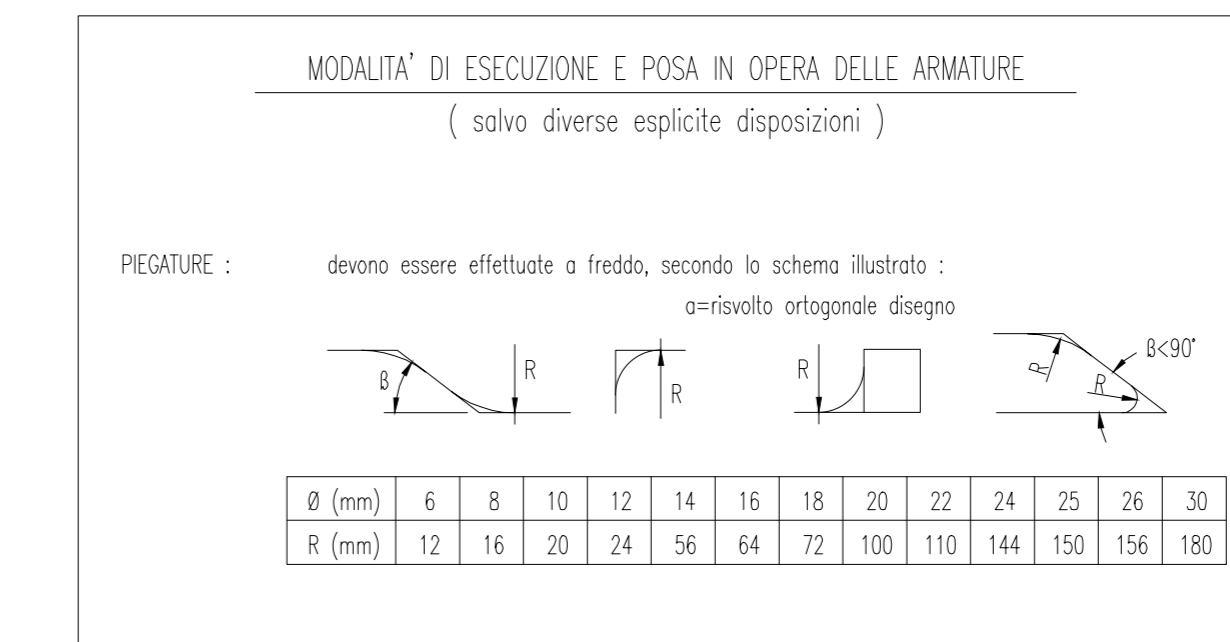 MODALITA' DI ESECUZIONE E POSA IN OPERA DELLE ARMATURE
( salvo diverse esplicite disposizioni )
PIEGATURE : devono essere effettuate a freddo, secondo lo schema illustrato :
a=risvolto ortogonale disegno
ß R R R R R ß<90°
Ø (mm) 6 8 10 12 14 16 18 20 22 24 25 26 30
R (mm) 12 16 20 24 56 64 72 100 110 144 150 156 180